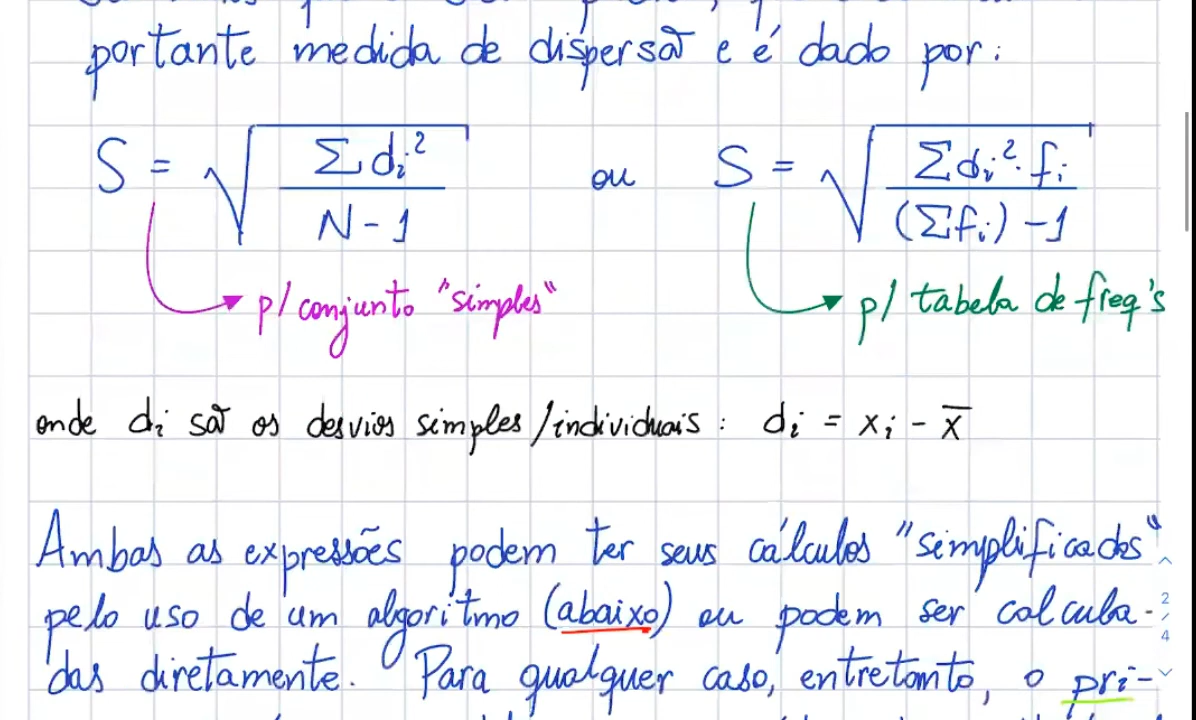 portante medida de dispersão e é dado por:
S = √(Σdᵢ² / N-1) ou S = √(Σdᵢ²·fᵢ / (Σfᵢ)-1)
p/ conjunto "simples" p/ tabela de freq's
onde dᵢ são os desvios simples/individuais: dᵢ = xᵢ - x̄
Ambas as expressões podem ter seus cálculos "simplificados"
pelo uso de um algoritmo (abaixo) ou podem ser calcula-
das diretamente. Para qualquer caso, entretanto, o pri-
2
4